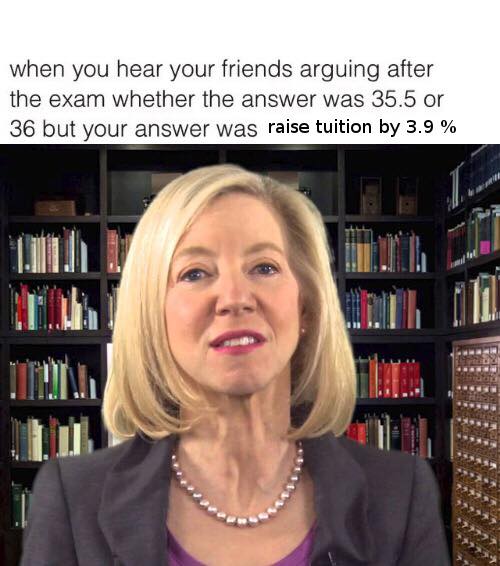 when you hear your friends arguing after
the exam whether the answer was 35.5 or
36 but your answer was raise tuition by 3.9 %